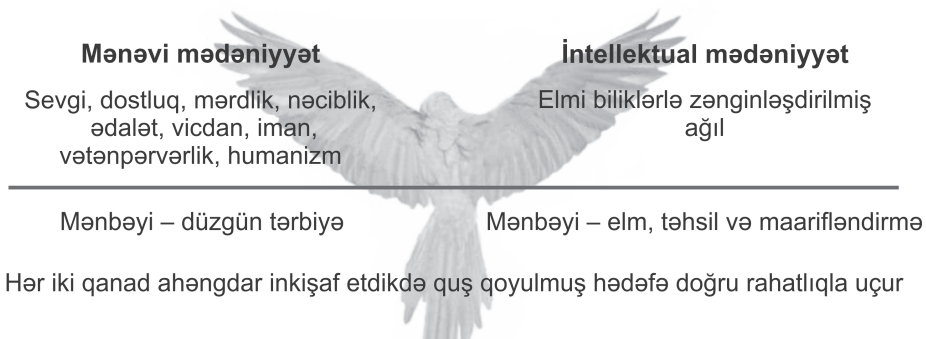 Mənəvi mədəniyyət
Sevgi, dostluq, mərdlik, nəciblik,
ədalət, vicdan, iman,
vətənpərvərlik, humanizm
İntellektual mədəniyyət
Elmi biliklərlə zənginləşdirilmiş
ağıl
Mənbəyi – düzgün tərbiyə
Mənbəyi – elm, təhsil və maarifləndirmə
Hər iki qanad ahəngdar inkişaf etdikdə quş qoyulmuş hədəfə doğru rahatlıqla uçur